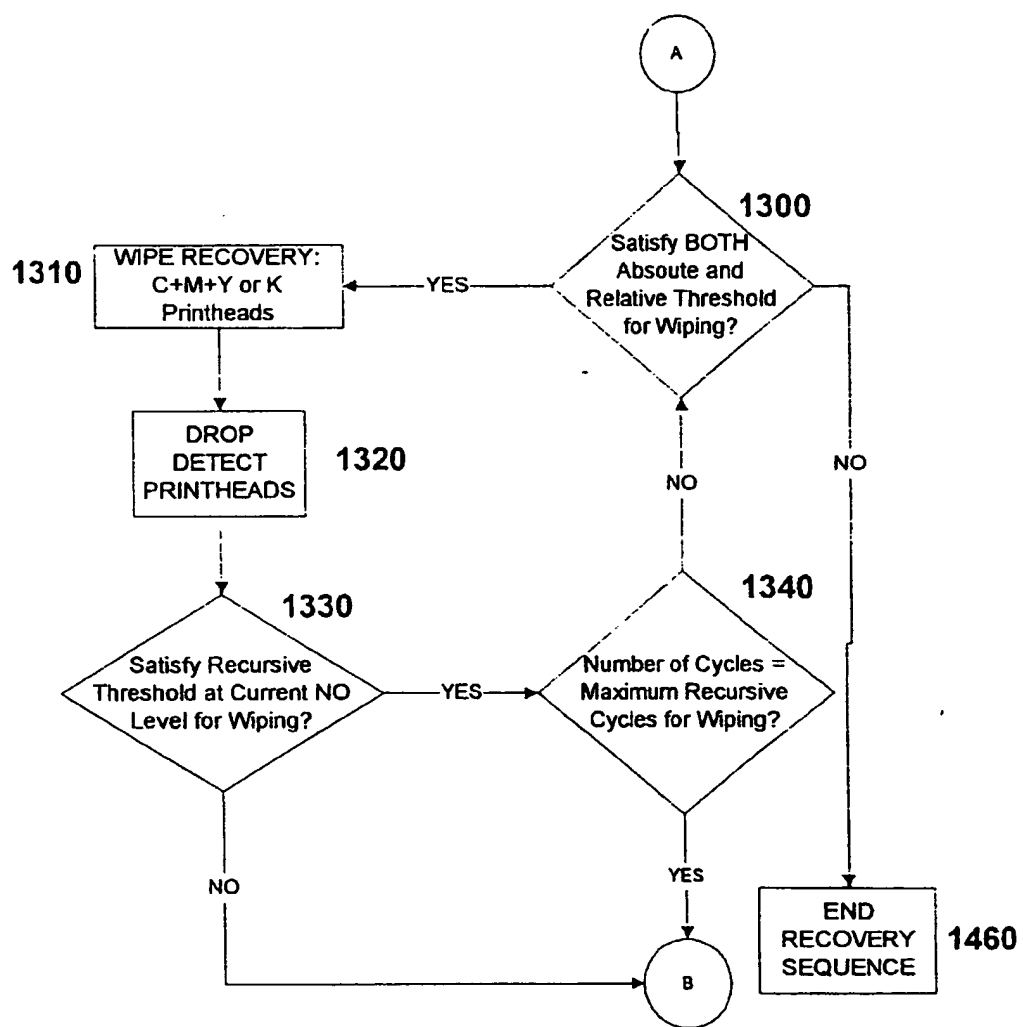 A
1300
Satisfy BOTH
Absoute and
Relative Threshold
for Wiping?
YES
1310
WIPE RECOVERY:
C+M+Y or K
Printheads
DROP
DETECT
PRINTHEADS
1320
NO
NO
1330
Satisfy Recursive
Threshold at Current NO
Level for Wiping?
YES
1340
Number of Cycles =
Maximum Recursive
Cycles for Wiping?
NO
YES
B
END
RECOVERY
SEQUENCE
1460